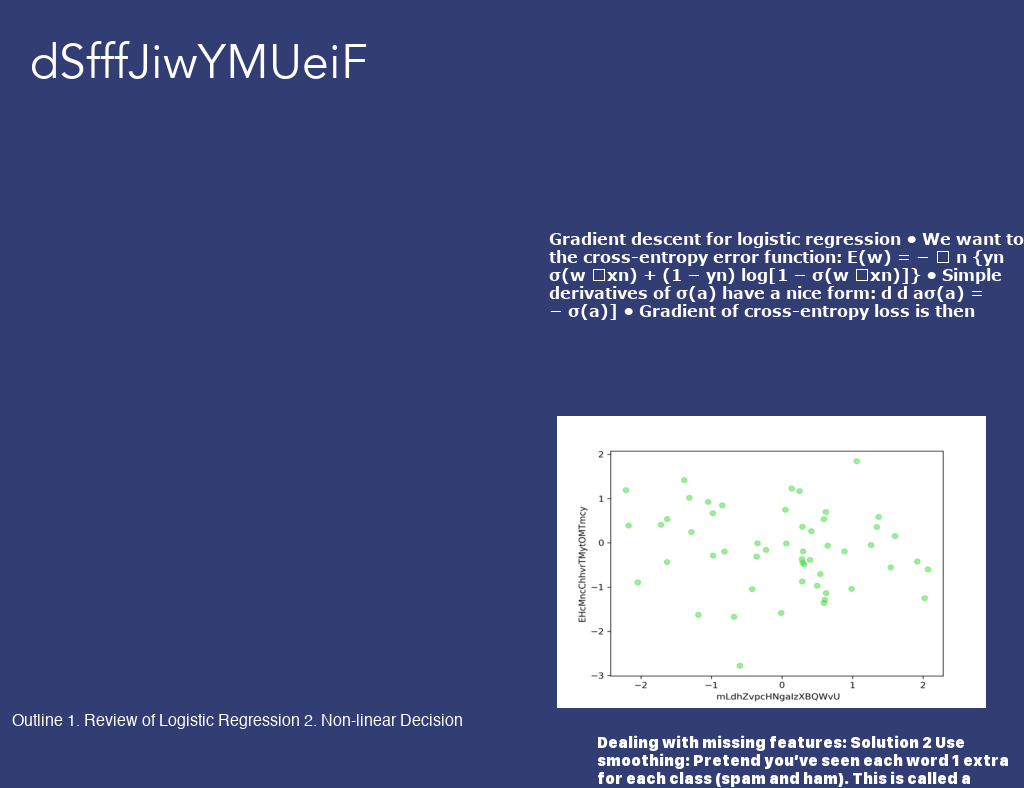 dSfffJiwYMUeiF
Gradient descent for logistic regression • We want to
the cross-entropy error function: E(w) = − □ n {yn
σ(w □xn) + (1 − yn) log[1 − σ(w □xn)]} • Simple
derivatives of σ(a) have a nice form: d d aσ(a) =
− σ(a)] • Gradient of cross-entropy loss is then
2
1
0
−1
−2
−3
EHcMncChhvrTMytOMTmcy
−2 −1 0 1 2
mLdhZvpcHNgaIzXBQWvU
Outline 1. Review of Logistic Regression 2. Non-linear Decision
Dealing with missing features: Solution 2 Use
smoothing: Pretend you've seen each word 1 extra
for each class (spam and ham). This is called a